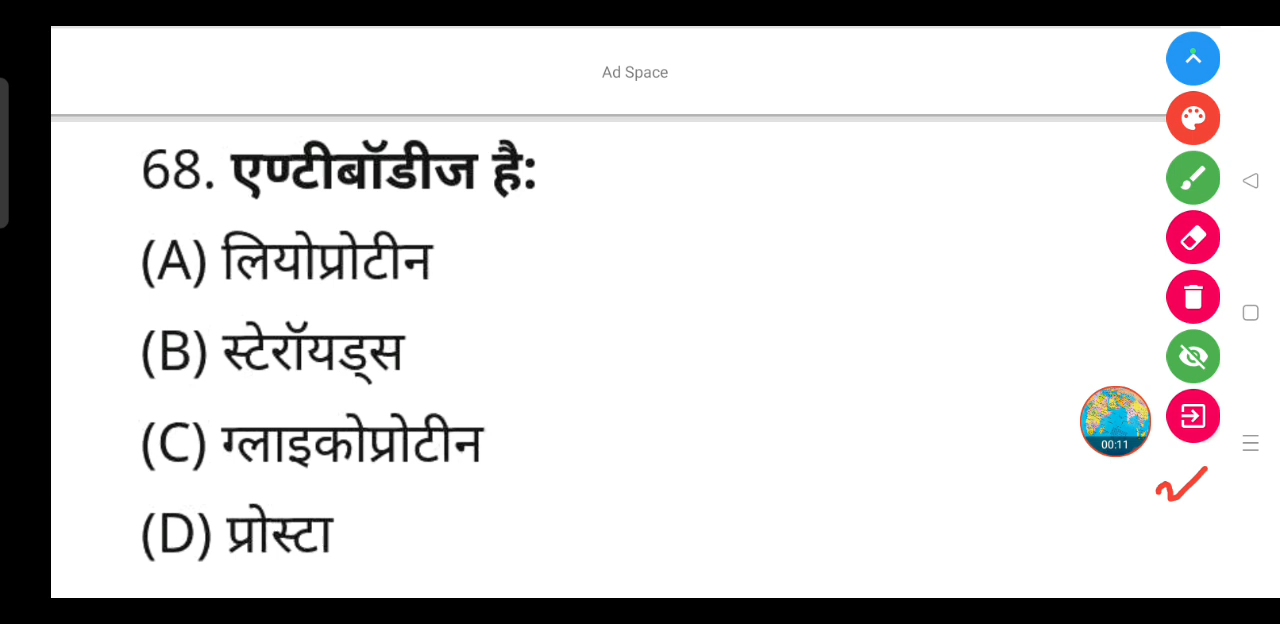 Ad Space
68. एण्टीबॉडीज है:
(A) लियोप्रोटीन
(B) स्टेरॉयड्स
(C) ग्लाइकोप्रोटीन
00:11
(D) प्रोस्टा